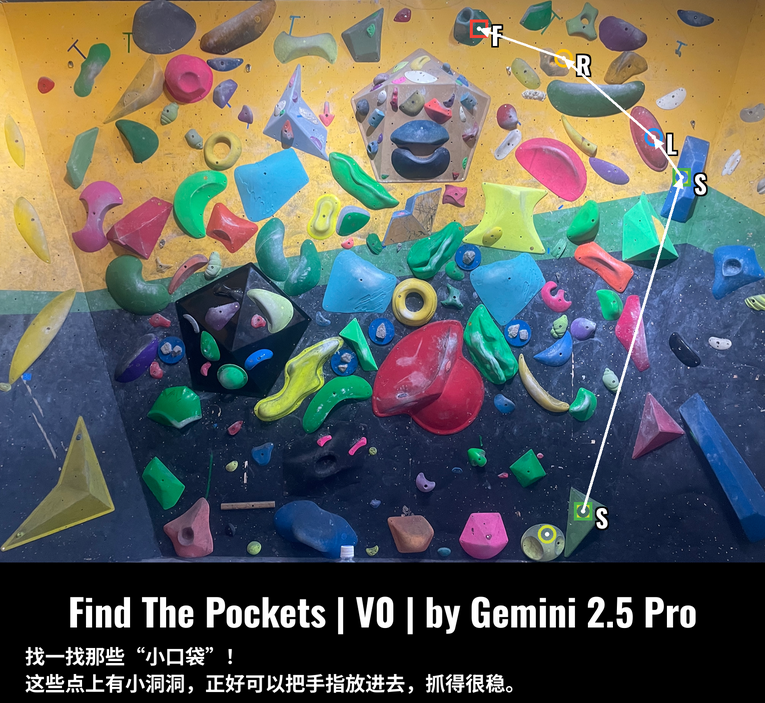 F
R
L
S
S
Find The Pockets | V0 | by Gemini 2.5 Pro
找一找那些“小口袋”！
这些点上有小洞洞，正好可以把手指放进去，抓得很稳。